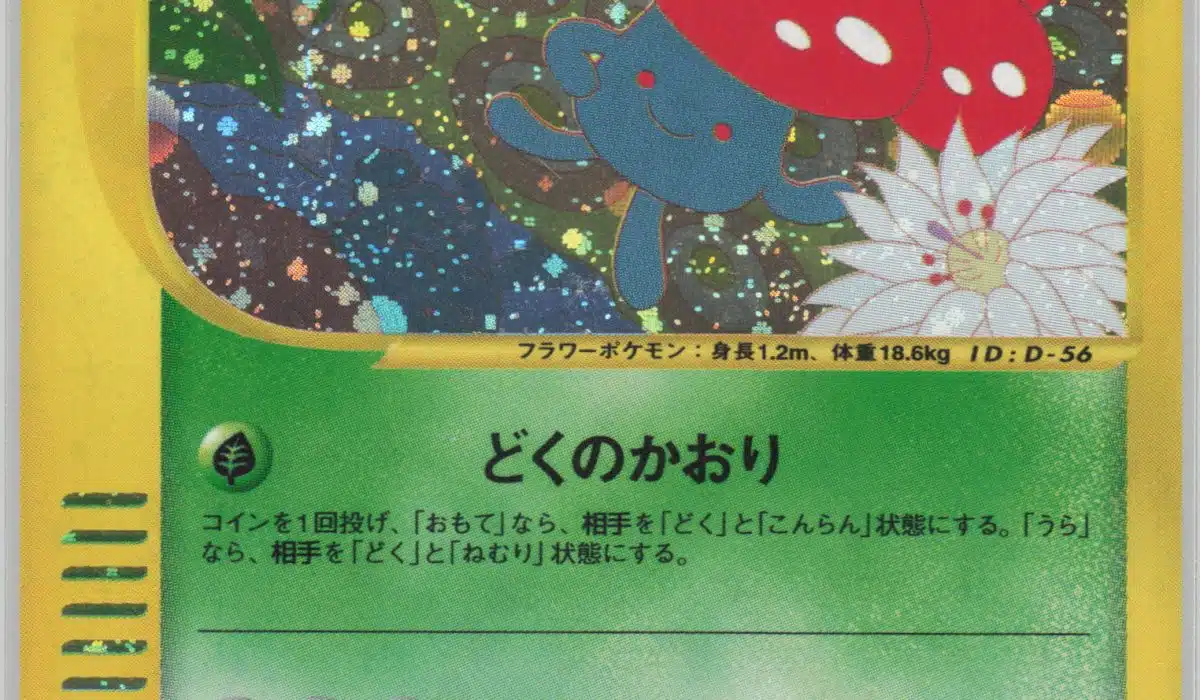 フラワーポケモン：身長1.2m、体重18.6kg ID：D-56
どくのかおり
コインを1回投げ、「おもて」なら、相手を「どく」と「こんらん」状態にする。「うら」
なら、相手を「どく」と「ねむり」状態にする。